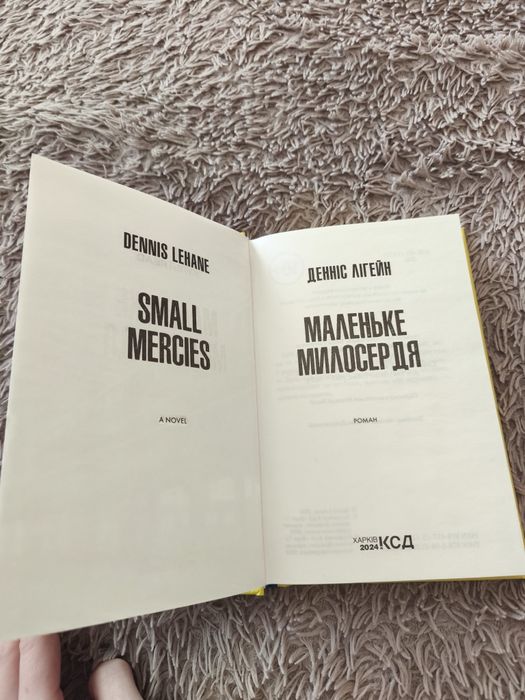 DENNIS LEHANE
SMALL
MERCIES
A NOVEL
ДЕННІС ЛІГЕЙН
МАЛЕНЬКЕ
МИЛОСЕРДЯ
РОМАН
ХАРКІВ
2024 КСД